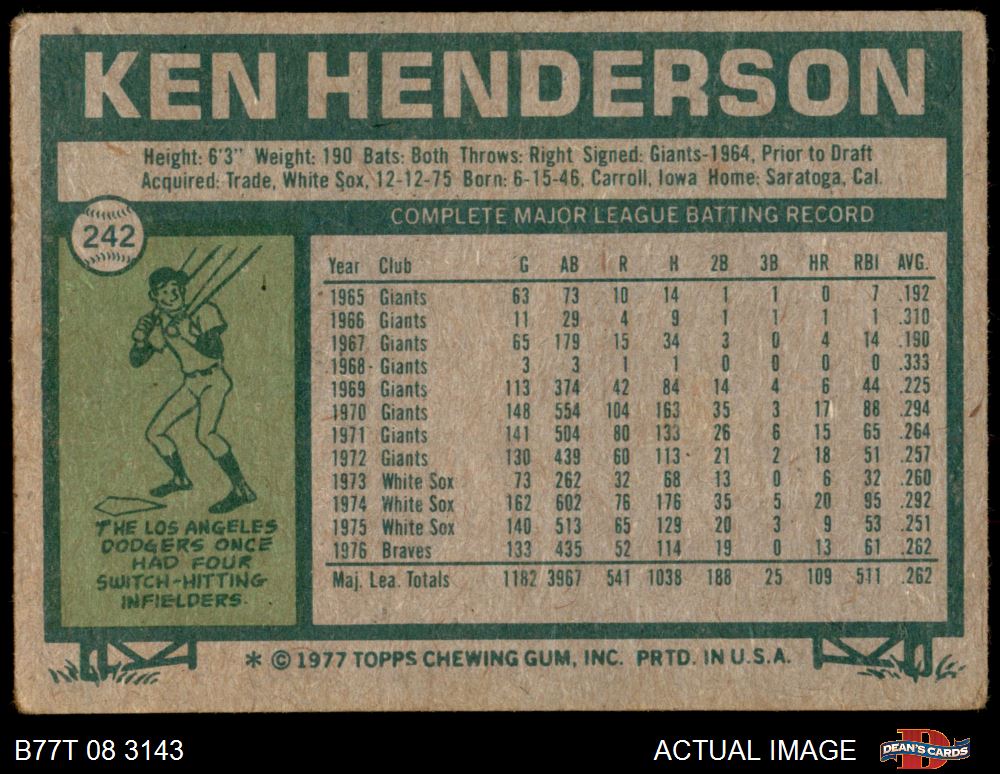 KEN HENDERSON
Height: 6'3" Weight: 190 Bats: Both Throws: Right Signed: Giants-1964, Prior to Draft
Acquired: Trade, White Sox, 12-12-75 Born: 6-15-46, Carroll, Iowa Home: Saratoga, Cal.
242
COMPLETE MAJOR LEAGUE BATTING RECORD
Year Club G AB R H 2B 3B HR RBI AVG.
1965 Giants 63 73 10 14 1 1 0 7 .192
1966 Giants 11 29 4 9 1 1 1 1 .310
1967 Giants 65 179 15 34 3 0 4 14 .190
1968 Giants 3 3 1 1 0 0 0 0 .333
1969 Giants 113 374 42 84 14 4 6 44 .225
1970 Giants 148 554 104 163 35 3 17 88 .294
1971 Giants 141 504 80 133 26 6 15 65 .264
1972 Giants 130 439 60 113 21 2 18 51 .257
1973 White Sox 73 262 32 68 13 0 6 32 .260
1974 White Sox 162 602 76 176 35 5 20 95 .292
1975 White Sox 140 513 65 129 20 3 9 53 .251
1976 Braves 133 435 52 114 19 0 13 61 .262
Maj. Lea. Totals 1182 3967 541 1038 188 25 109 511 .262
THE LOS ANGELES
DODGERS ONCE
HAD FOUR
SWITCH-HITTING
INFIELDERS.
* © 1977 TOPPS CHEWING GUM, INC. PRTD. IN U.S.A.
B77T 08 3143
ACTUAL IMAGE
DEAN'S CARDS